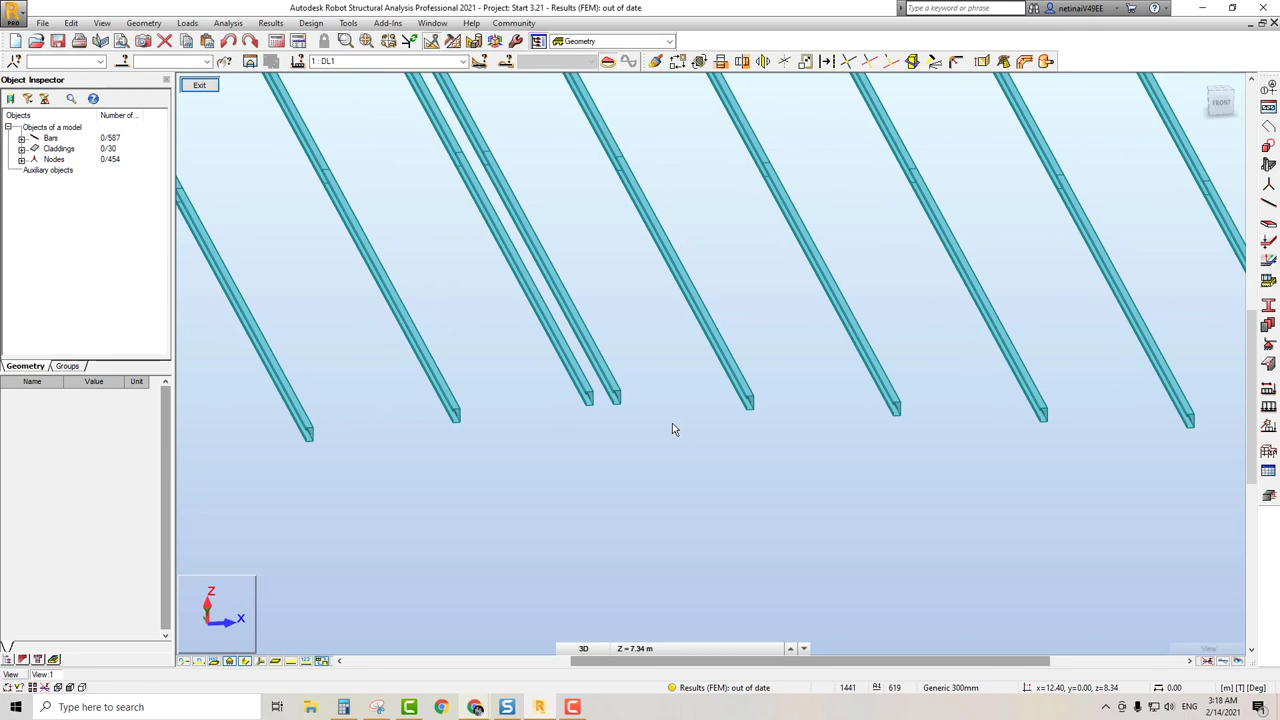 Autodesk Robot Structural Analysis Professional 2021 - Project: Start 3.21 - Results (FEM): out of date
Type a keyword or phrase
netinaiV49EE
File Edit View Geometry Loads Analysis Results Design Tools Add-Ins Window Help Community
Geometry
1 : DL1
Object Inspector
Exit
FRONT
Objects Number of...
Objects of a model
Bars 0/587
Claddings 0/30
Nodes 0/454
Auxiliary objects
Geometry Groups
Name Value Unit
Z
X
3D Z = 7.34 m
View
View View:1
Results (FEM): out of date 1441 619 Generic 300mm x=12.40, y=0.00, z=8.34 0.00 [m] [T] [Deg]
Type here to search
ENG 3:18 AM
2/14/2021